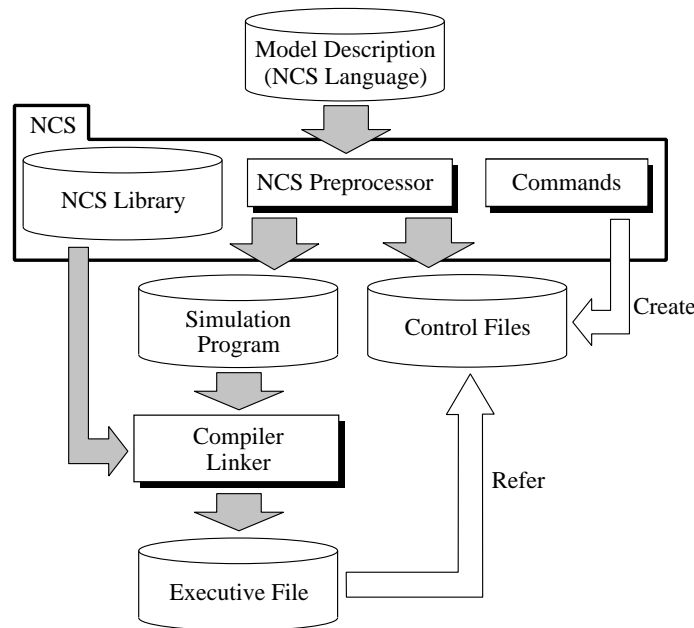 Model Description
(NCS Language)
NCS
NCS Library
NCS Preprocessor
Commands
Simulation
Program
Control Files
Create
Compiler
Linker
Refer
Executive File